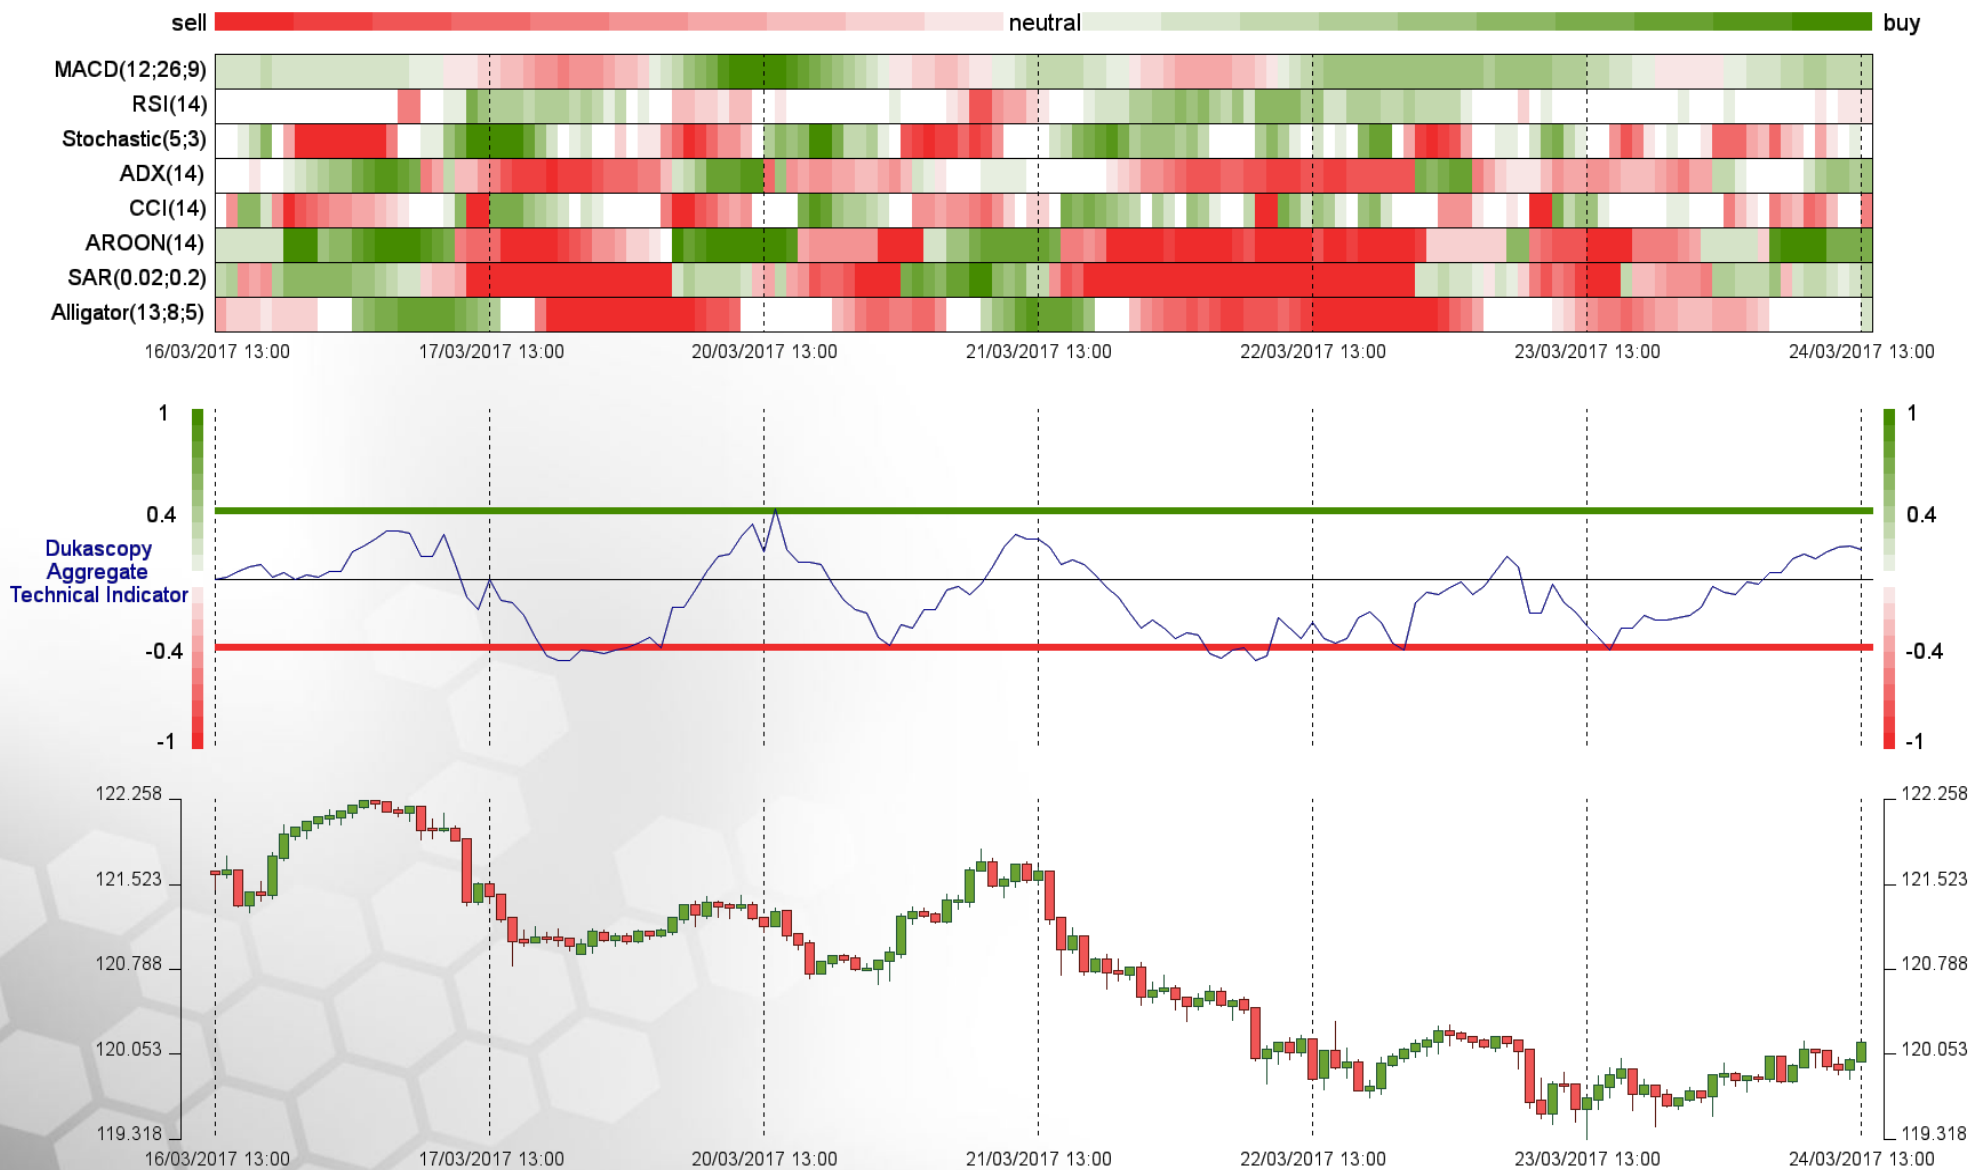 sell neutral buy
MACD(12;26;9)
RSI(14)
Stochastic(5;3)
ADX(14)
CCI(14)
AROON(14)
SAR(0.02;0.2)
Alligator(13;8;5)
16/03/2017 13:00 17/03/2017 13:00 20/03/2017 13:00 21/03/2017 13:00 22/03/2017 13:00 23/03/2017 13:00 24/03/2017 13:00
1 1
0.4 0.4
Dukascopy
Aggregate
Technical Indicator
-0.4 -0.4
-1 -1
122.258 122.258
121.523 121.523
120.788 120.788
120.053 120.053
119.318 119.318
16/03/2017 13:00 17/03/2017 13:00 20/03/2017 13:00 21/03/2017 13:00 22/03/2017 13:00 23/03/2017 13:00 24/03/2017 13:00